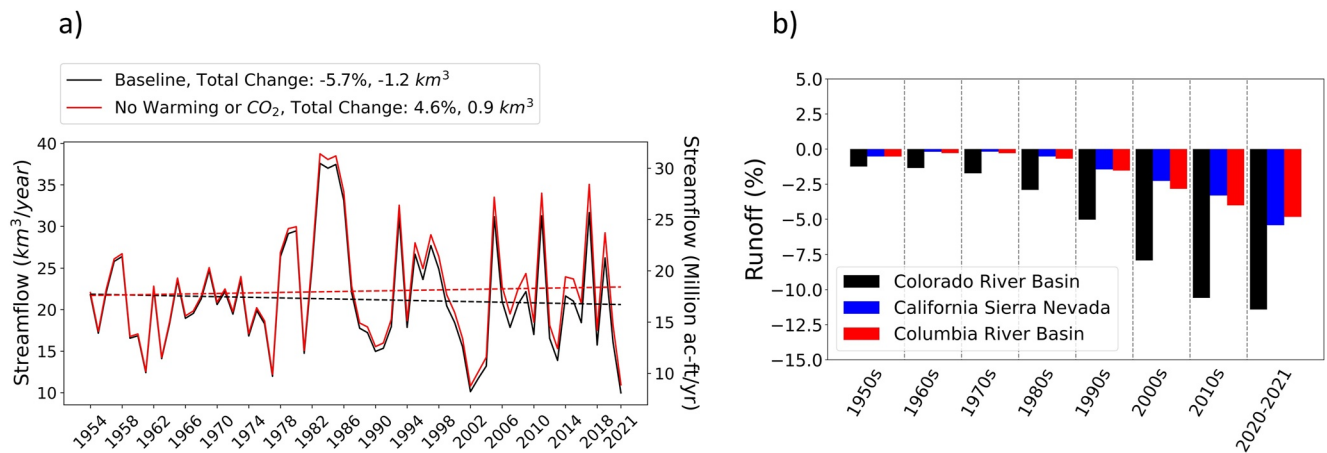 a)
Baseline, Total Change: -5.7%, -1.2 km³
No Warming or CO₂, Total Change: 4.6%, 0.9 km³
Streamflow (km³/year)
40
35
30
25
20
15
10
Streamflow (Million ac-ft/yr)
30
25
20
15
10
1954
1958
1962
1966
1970
1974
1978
1982
1986
1990
1994
1998
2002
2006
2010
2014
2018
2021
b)
Runoff (%)
5.0
2.5
0.0
-2.5
-5.0
-7.5
-10.0
-12.5
-15.0
Colorado River Basin
California Sierra Nevada
Columbia River Basin
1950s
1960s
1970s
1980s
1990s
2000s
2010s
2020-2021